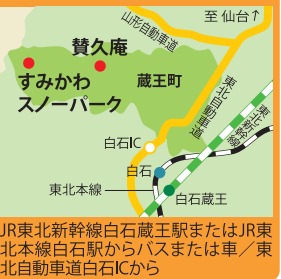 至 仙台↑
山形自動車道
賛久庵
すみかわ
スノーパーク
蔵王町
東北自動車道
東北新幹線
白石IC
白石
東北本線
白石蔵王
JR東北新幹線白石蔵王駅またはJR東
北本線白石駅からバスまたは車／東
北自動車道白石ICから